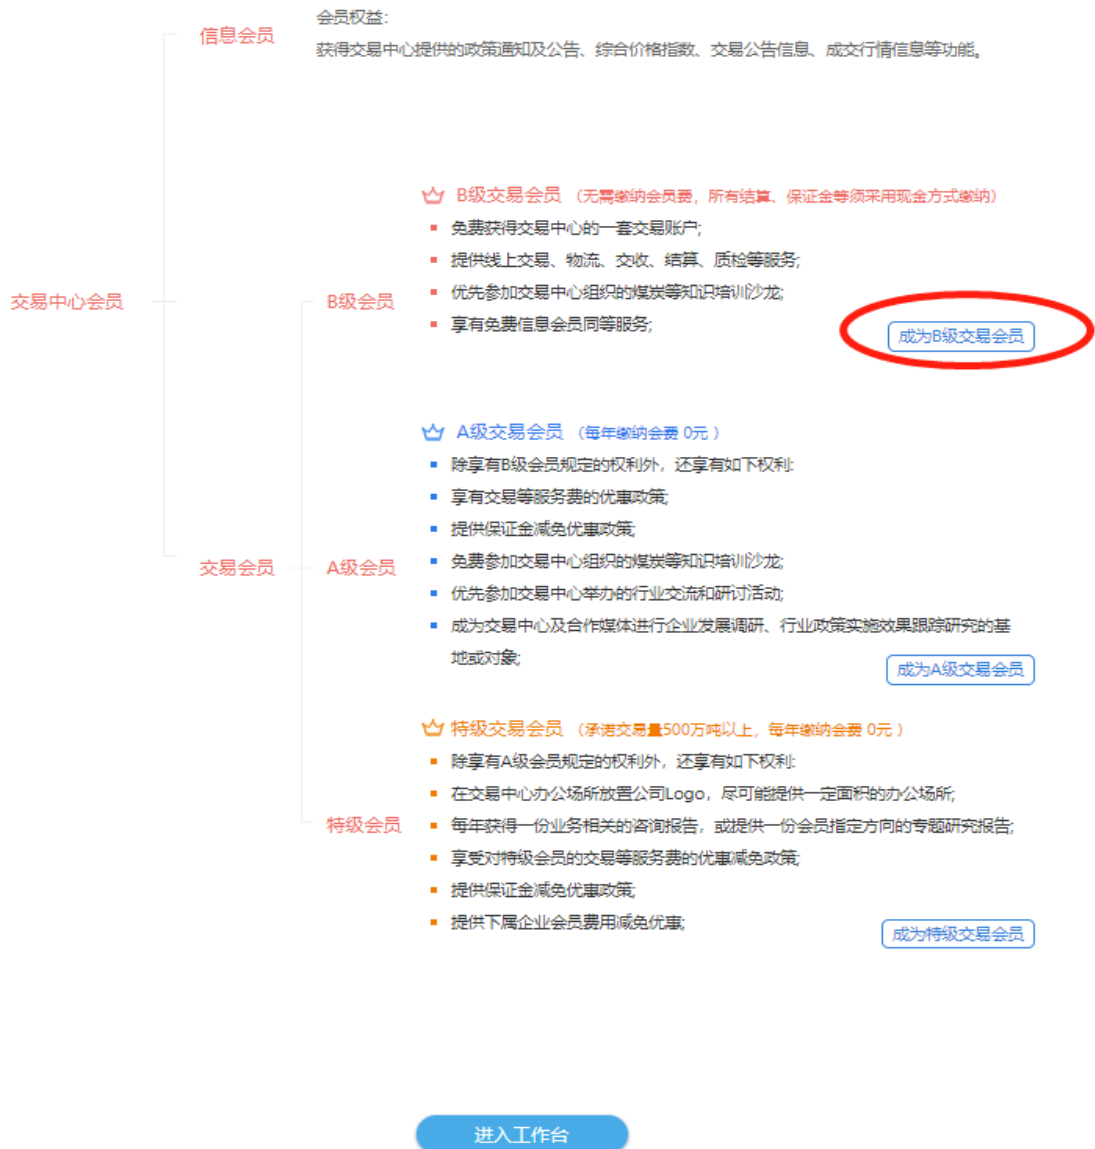 会员权益：
信息会员
获得交易中心提供的政策通知及公告、综合价格指数、交易公告信息、成交行情信息等功能。
B级交易会员（无需缴纳会员费，所有结算、保证金等须采用现金方式缴纳）
免费获得交易中心的一套交易账户;
提供线上交易、物流、交收、结算、质检等服务;
优先参加交易中心组织的煤炭等知识培训沙龙;
交易中心会员
B级会员
享有免费信息会员同等服务;
成为B级交易会员
A级交易会员（每年缴纳会费 0元 ）
除享有B级会员规定的权利外，还享有如下权利:
享有交易等服务费的优惠政策;
提供保证金减免优惠政策;
免费参加交易中心组织的煤炭等知识培训沙龙;
交易会员
A级会员
优先参加交易中心举办的行业交流和研讨活动;
成为交易中心及合作媒体进行企业发展调研、行业政策实施效果跟踪研究的基
地或对象;
成为A级交易会员
特级交易会员（承诺交易量500万吨以上，每年缴纳会费 0元 ）
除享有A级会员规定的权利外，还享有如下权利:
在交易中心办公场所放置公司Logo，尽可能提供一定面积的办公场所;
特级会员
每年获得一份业务相关的咨询报告，或提供一份会员指定方向的专题研究报告;
享受对特级会员的交易等服务费的优惠减免政策;
提供保证金减免优惠政策;
提供下属企业会员费用减免优惠;
成为特级交易会员
进入工作台